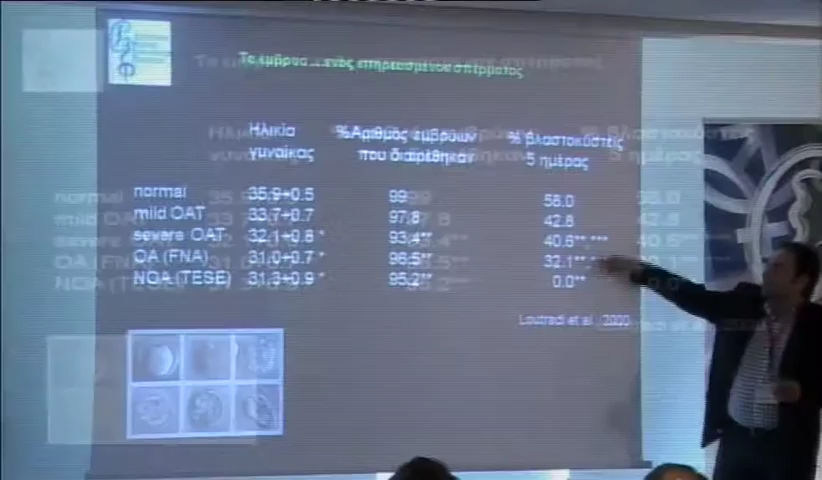 Τα έμβρυα...ενός επηρεασμένου σπέρματος
Ηλικία γυναίκας
%Αριθμός εμβρύων που διαιρέθηκαν
% βλαστοκύστεις 5 ημέρας
normal 35.9+0.5 99 58.0
mild OAT 33.7+0.7 97.8 42.8
severe OAT 32.1+0.8 * 93.4** 40.6** ***
OA (FNA) 31.0+0.7 * 96.5** 32.1**
NOA (TESE) 31.3+0.9 * 95.2** 0.0**
Loutradi et al, 2000